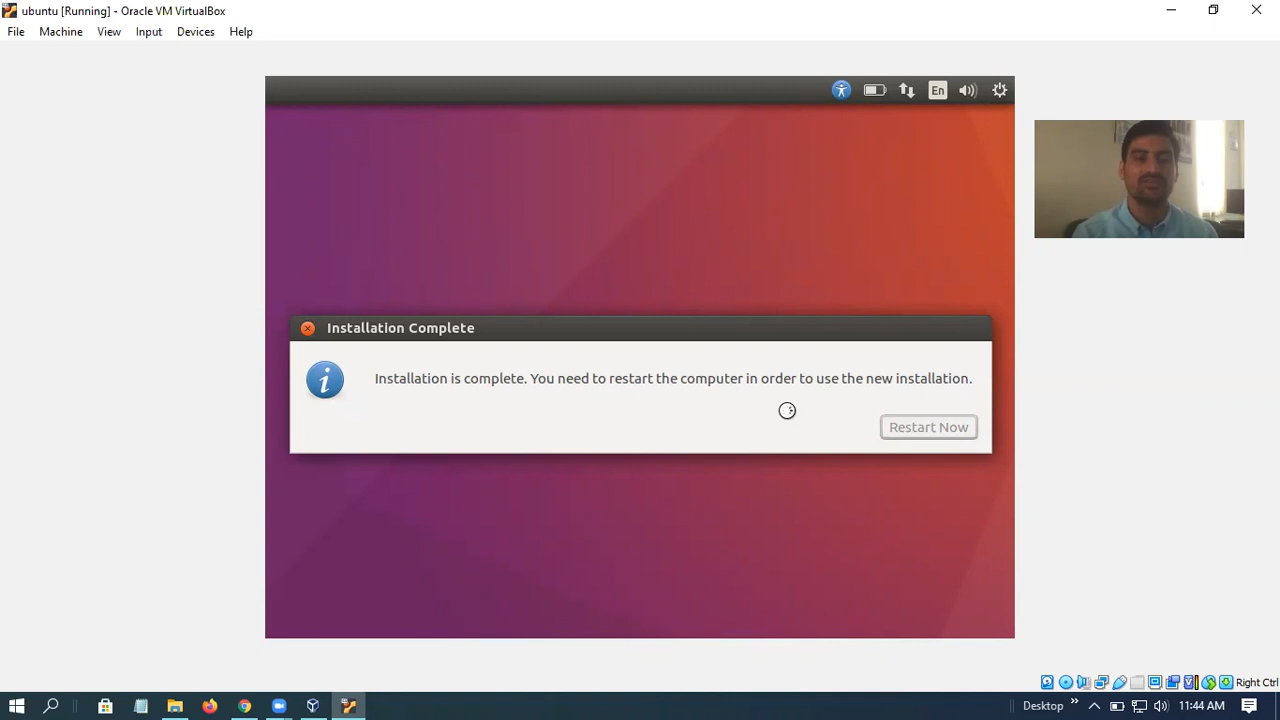 ubuntu [Running] - Oracle VM VirtualBox
File Machine View Input Devices Help
En
Installation Complete
Installation is complete. You need to restart the computer in order to use the new installation.
Restart Now
Right Ctrl
Desktop
11:44 AM